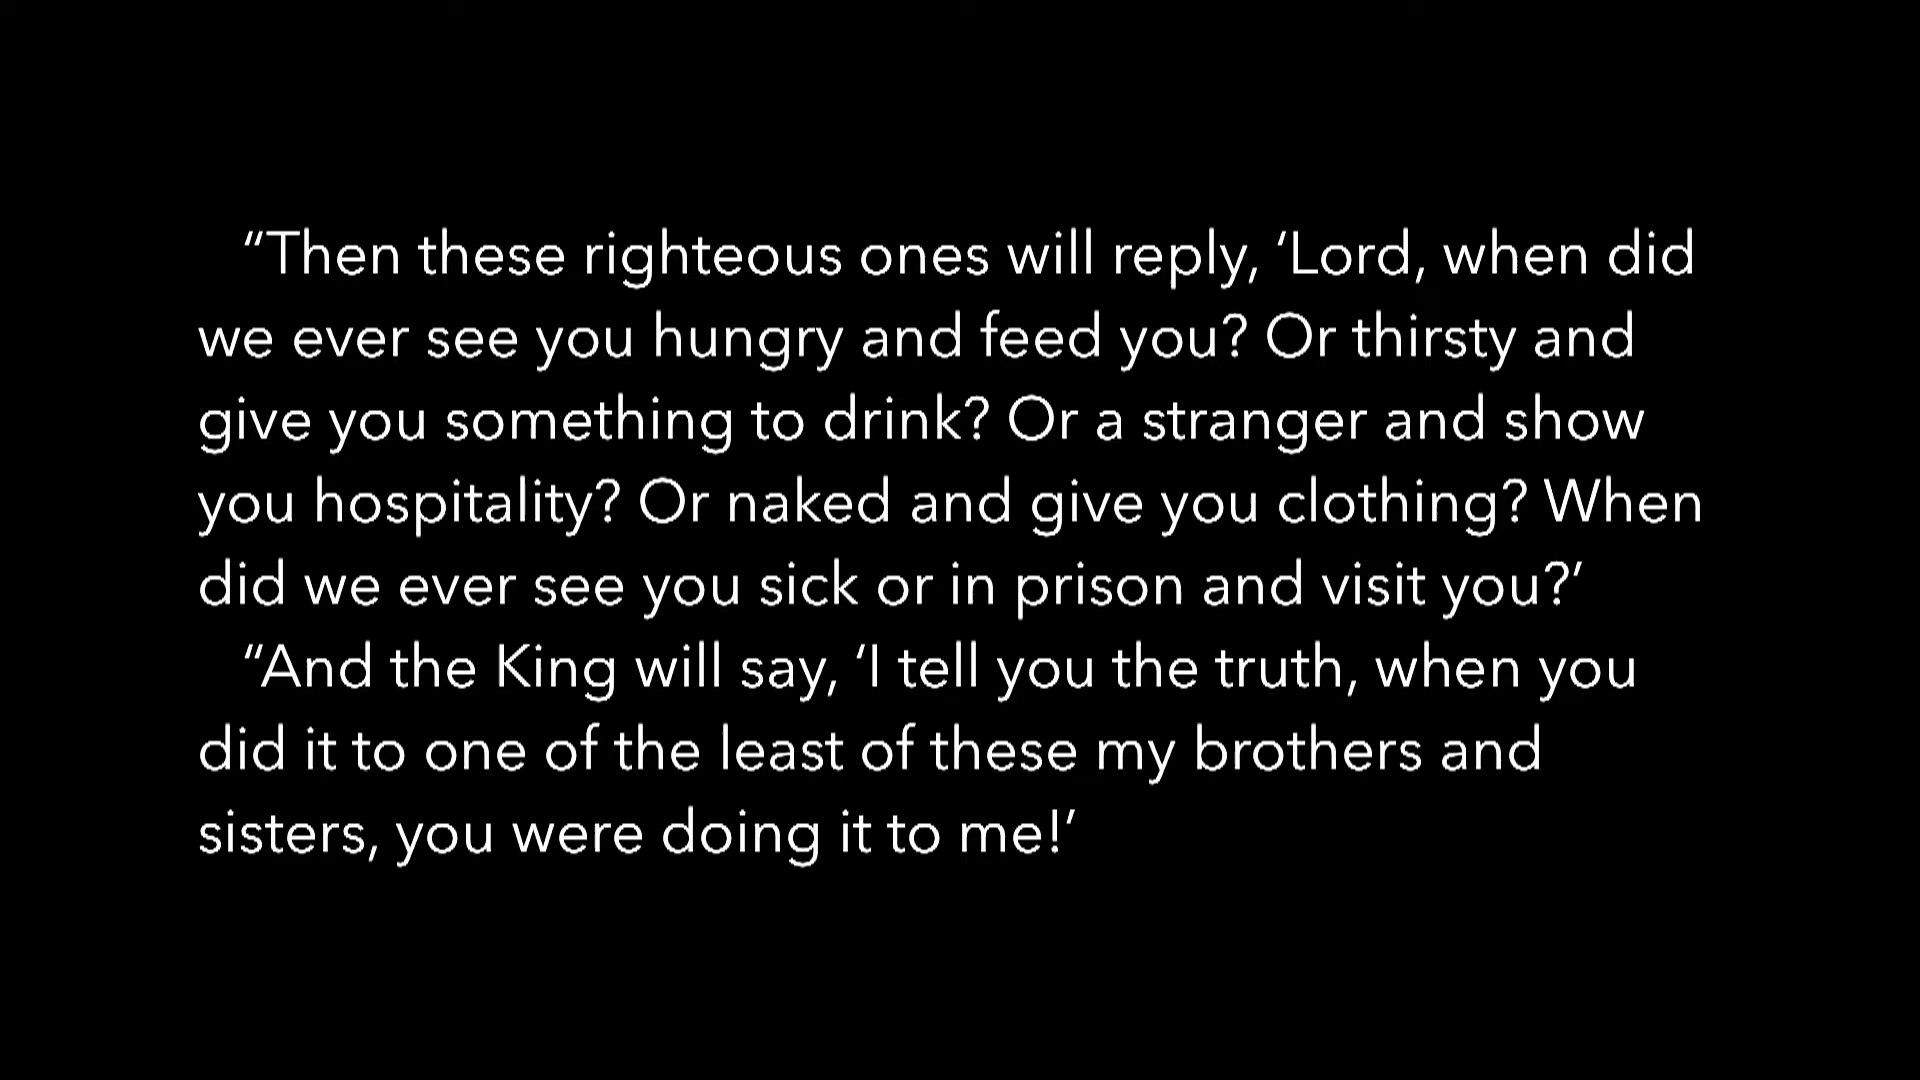 “Then these righteous ones will reply, ‘Lord, when did
we ever see you hungry and feed you? Or thirsty and
give you something to drink? Or a stranger and show
you hospitality? Or naked and give you clothing? When
did we ever see you sick or in prison and visit you?’
“And the King will say, ‘I tell you the truth, when you
did it to one of the least of these my brothers and
sisters, you were doing it to me!’